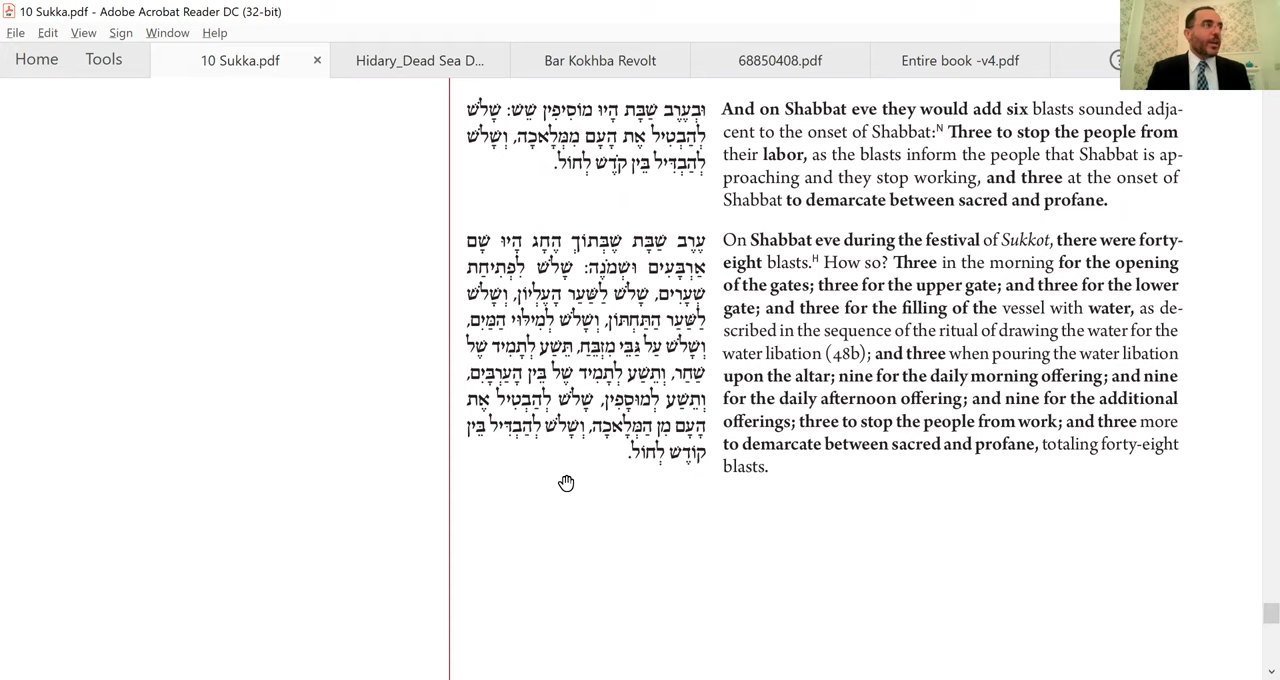 10 Sukka.pdf - Adobe Acrobat Reader DC (32-bit)
File Edit View Sign Window Help
Home Tools 10 Sukka.pdf × Hidary_Dead Sea D... Bar Kokhba Revolt 68850408.pdf Entire book -v4.pdf
וּבְעֶרֶב שַׁבָּת הָיוּ מוֹסִיפִין שֵׁשׁ: שָׁלֹשׁ
לְהַבְטִיל אֶת הָעָם מִמְּלָאכָה, וְשָׁלֹשׁ
לְהַבְדִּיל בֵּין קֹדֶשׁ לְחוֹל.
And on Shabbat eve they would add six blasts sounded adja-
cent to the onset of Shabbat:ᴺ Three to stop the people from
their labor, as the blasts inform the people that Shabbat is ap-
proaching and they stop working, and three at the onset of
Shabbat to demarcate between sacred and profane.
עֶרֶב שַׁבָּת שֶׁבְּתוֹךְ הֶחָג הָיוּ שָׁם
אַרְבָּעִים וּשְׁמֹנֶה: שָׁלֹשׁ לִפְתִיחַת
שְׁעָרִים, שָׁלֹשׁ לַשַּׁעַר הָעֶלְיוֹן, וְשָׁלֹשׁ
לַשַּׁעַר הַתַּחְתּוֹן, וְשָׁלֹשׁ לְמִילּוּי הַמַּיִם,
וְשָׁלֹשׁ עַל גַּבֵּי מִזְבֵּחַ, תֵּשַׁע לְתָמִיד שֶׁל
שַׁחַר, וְתֵשַׁע לְתָמִיד שֶׁל בֵּין הָעַרְבַּיִם,
וְתֵשַׁע לְמוּסָפִין, שָׁלֹשׁ לְהַבְטִיל אֶת
הָעָם מִן הַמְּלָאכָה, וְשָׁלֹשׁ לְהַבְדִּיל בֵּין
קוֹדֶשׁ לְחוֹל.
On Shabbat eve during the festival of Sukkot, there were forty-
eight blasts.ᴴ How so? Three in the morning for the opening
of the gates; three for the upper gate; and three for the lower
gate; and three for the filling of the vessel with water, as de-
scribed in the sequence of the ritual of drawing the water for the
water libation (48b); and three when pouring the water libation
upon the altar; nine for the daily morning offering; and nine
for the daily afternoon offering; and nine for the additional
offerings; three to stop the people from work; and three more
to demarcate between sacred and profane, totaling forty-eight
blasts.